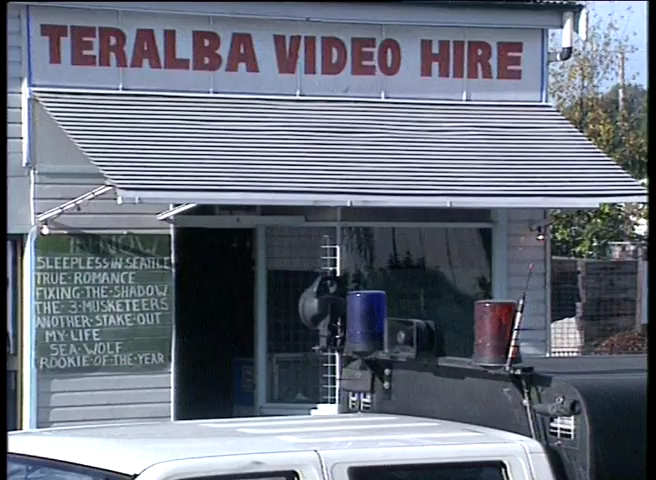 TERALBA VIDEO HIRE
NOW
SLEEPLESS IN SEATTLE
TRUE-ROMANCE
FIXING-THE-SHADOW
THE-3-MUSKETEERS
ANOTHER-STAKE-OUT
MY-LIFE
SEA-WOLF
ROOKIE-OF-THE-YEAR